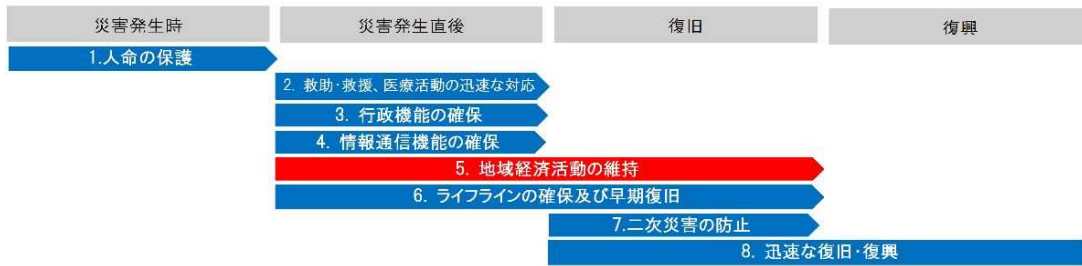 災害発生時
災害発生直後
復旧
復興
1.人命の保護
2. 救助・救援、医療活動の迅速な対応
3. 行政機能の確保
4. 情報通信機能の確保
5. 地域経済活動の維持
6. ライフラインの確保及び早期復旧
7.二次災害の防止
8. 迅速な復旧・復興